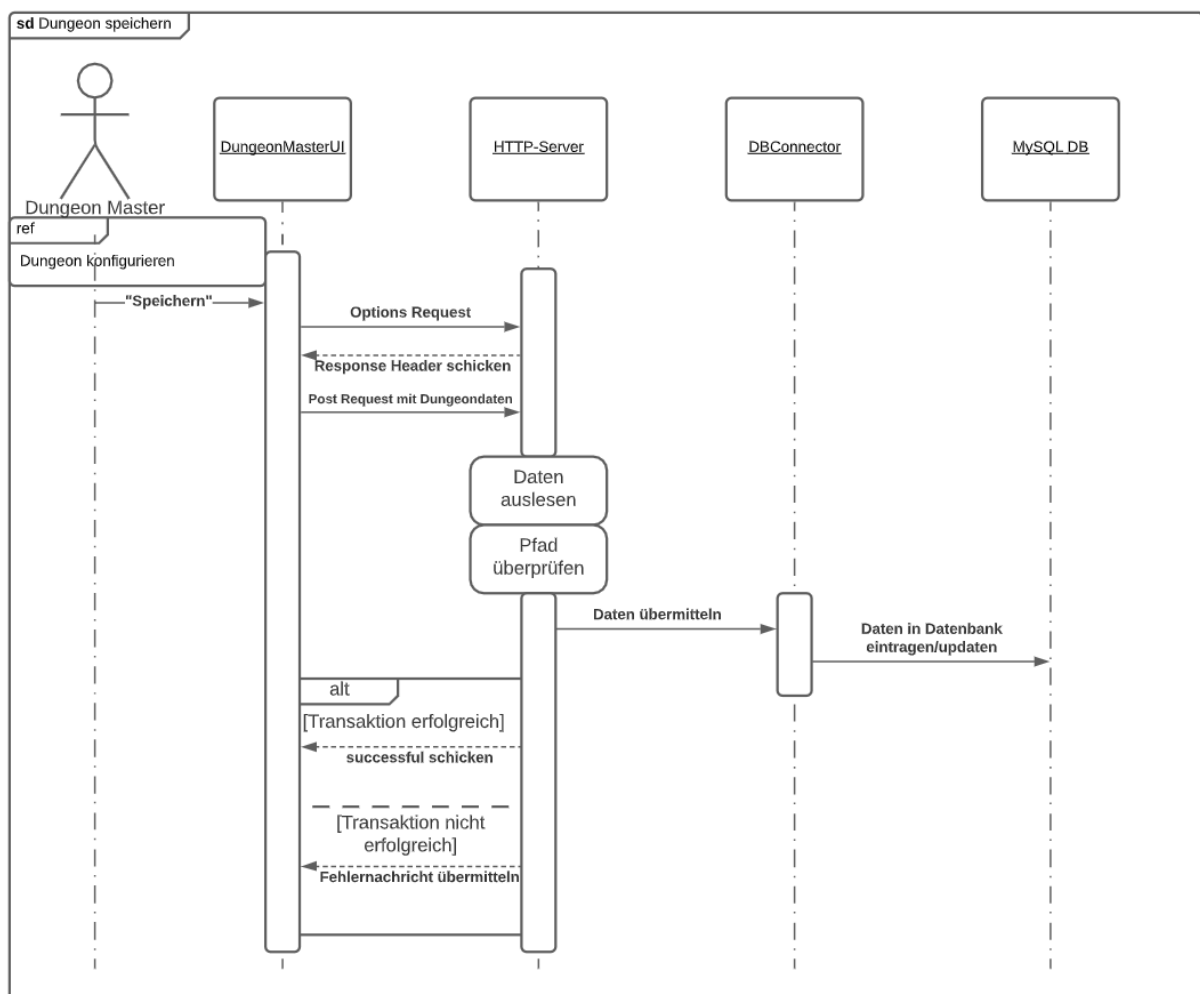 sd Dungeon speichern
DungeonMasterUI
HTTP-Server
DBConnector
MySQL DB
Dungeon Master
ref
Dungeon konfigurieren
"Speichern"
Options Request
Response Header schicken
Post Request mit Dungeondaten
Daten
auslesen
Pfad
überprüfen
Daten übermitteln
Daten in Datenbank
eintragen/updaten
alt
[Transaktion erfolgreich]
successful schicken
[Transaktion nicht
erfolgreich]
Fehlernachricht übermitteln